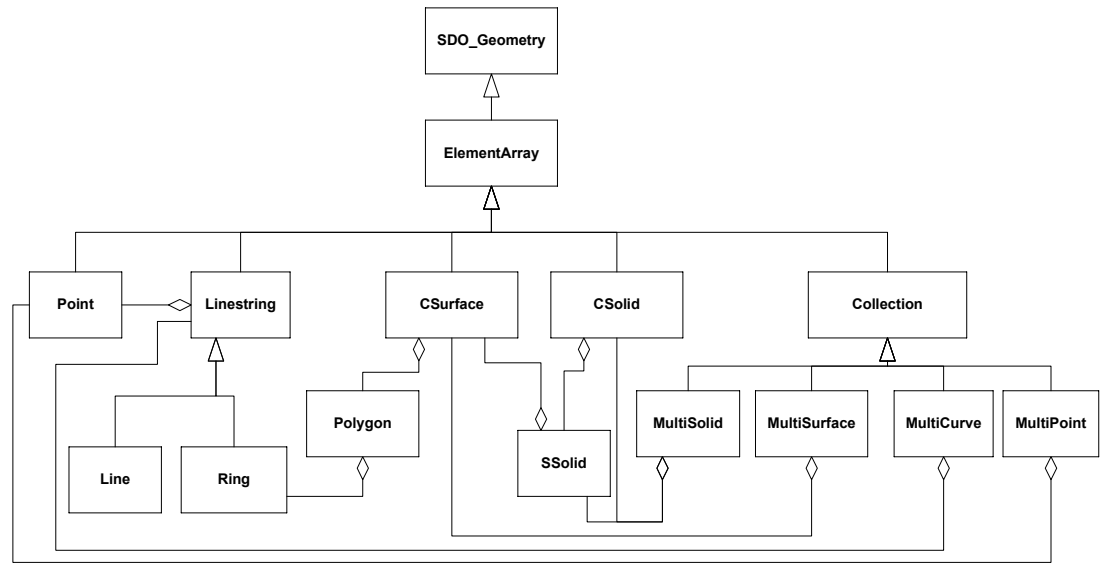 SDO_Geometry
ElementArray
Point
Linestring
CSurface
CSolid
Collection
Polygon
MultiSolid
MultiSurface
MultiCurve
MultiPoint
Line
Ring
SSolid